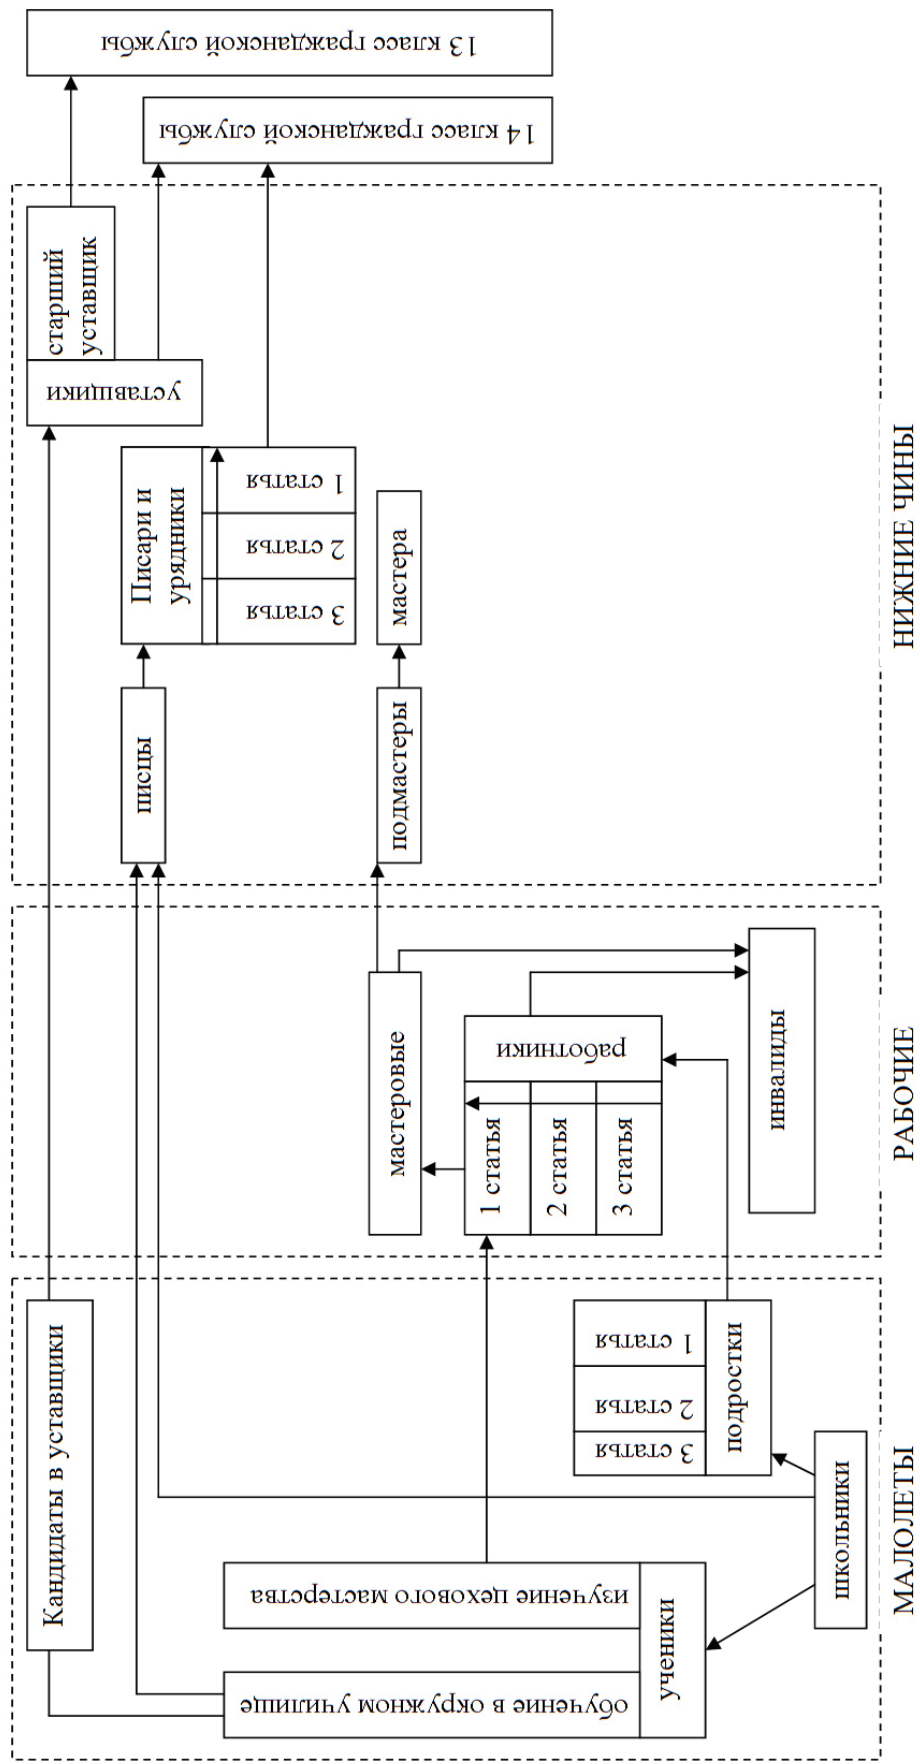 13 класс гражданской службы
14 класс гражданской службы
старший
уставщик
уставщики
Писари и
урядники
1 статья
2 статья
3 статья
мастера
писцы
подмастеры
НИЖНИЕ ЧИНЫ
мастеровые
работники
1 статья
2 статья
3 статья
инвалиды
РАБОЧИЕ
Кандидаты в уставщики
1 статья
2 статья
3 статья
подростки
школьники
изучение цехового мастерства
ученики
обучение в окружном училище
МАЛОЛЕТЫ